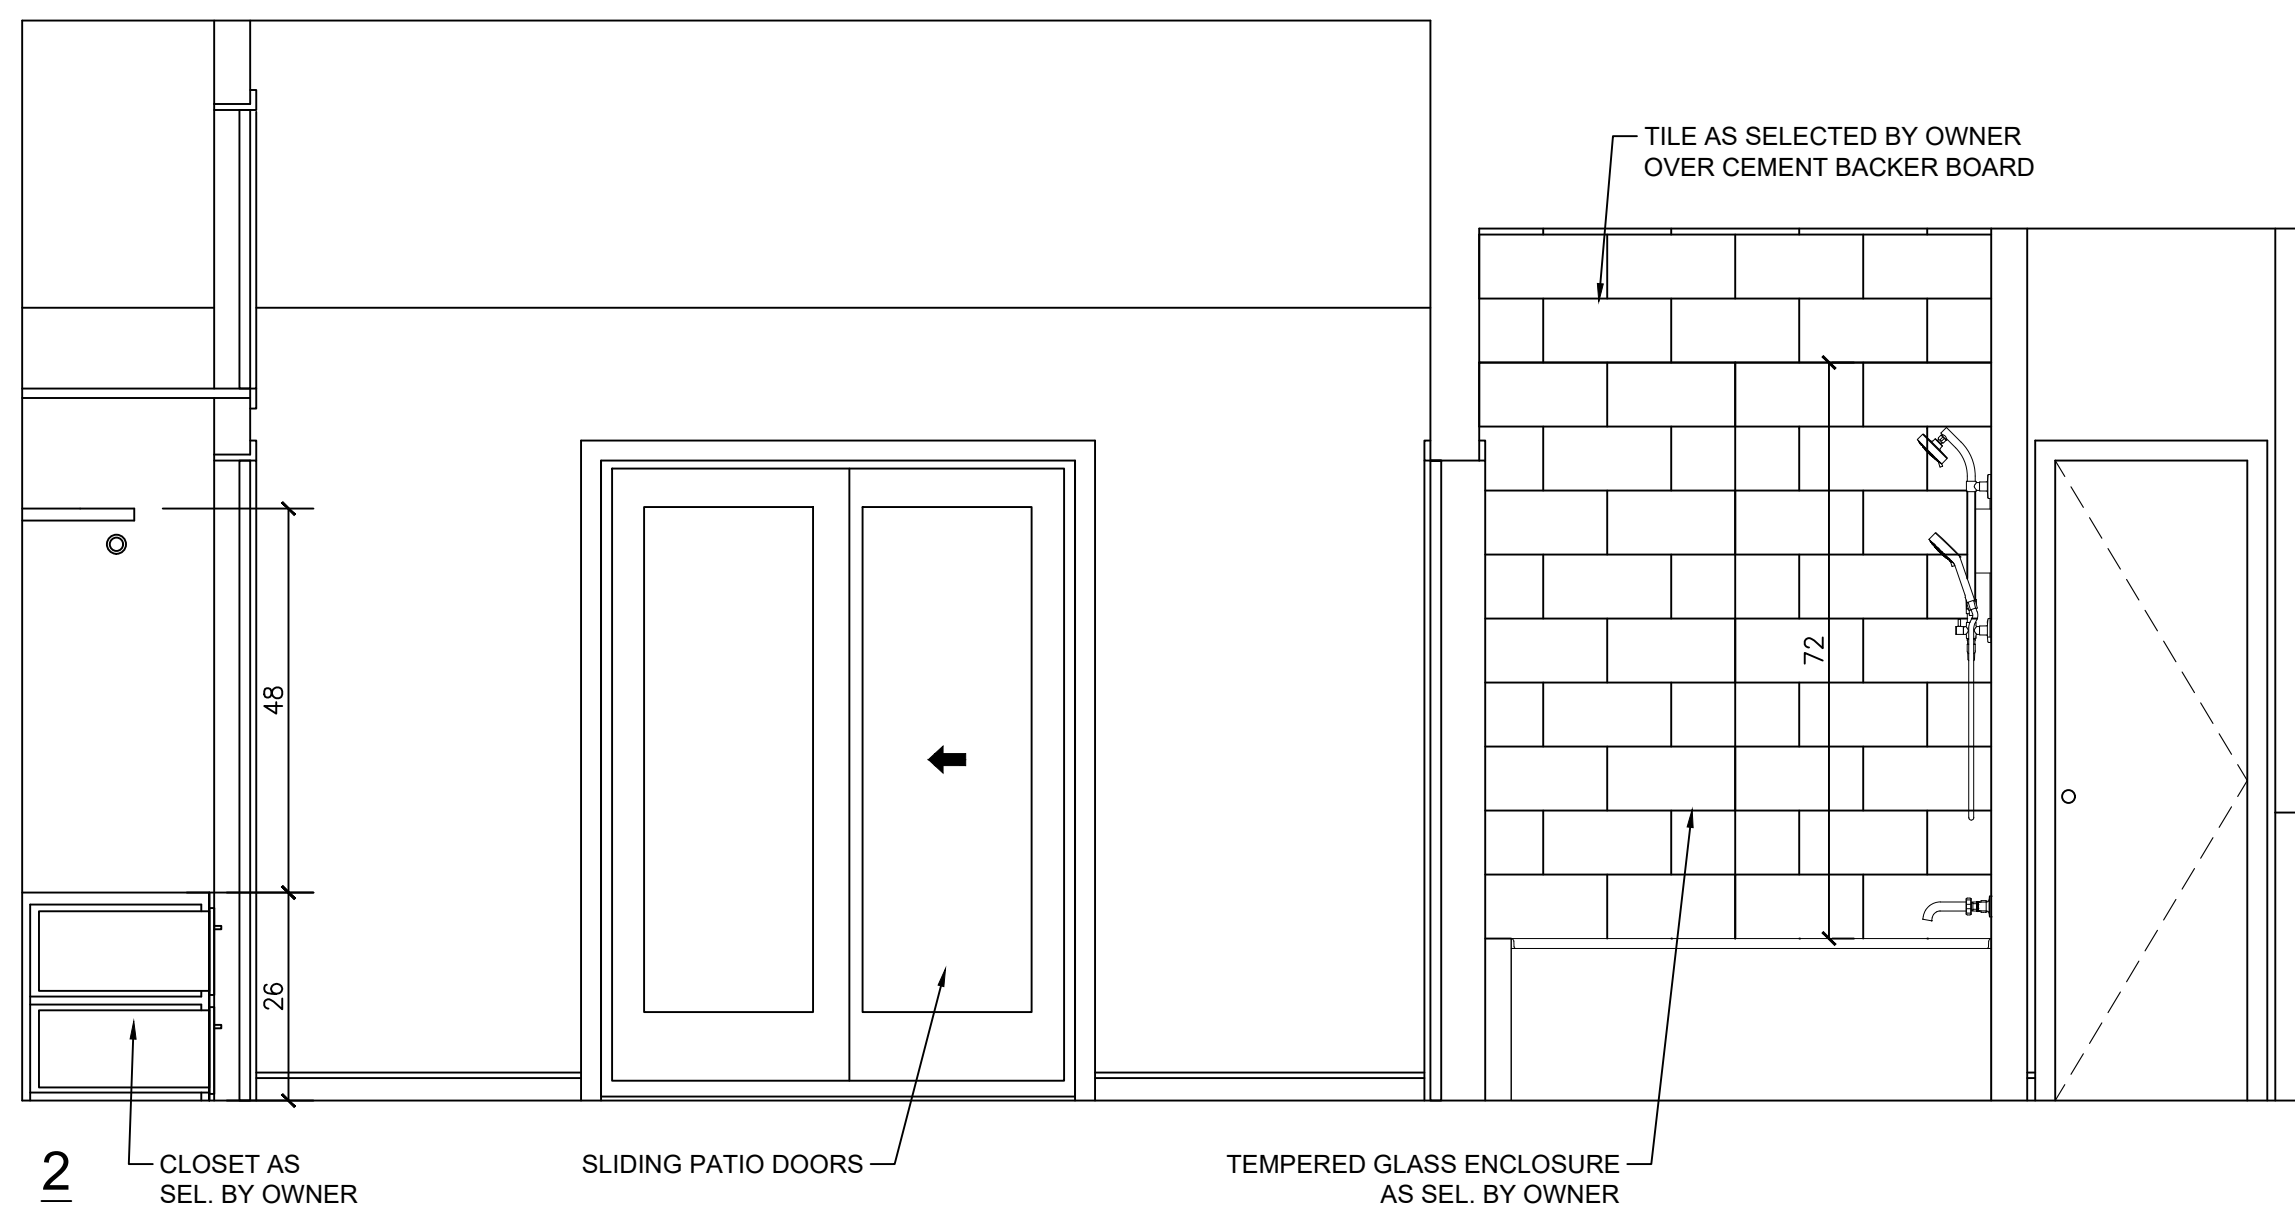 TILE AS SELECTED BY OWNER
OVER CEMENT BACKER BOARD
72
48
26
2
CLOSET AS
SEL. BY OWNER
SLIDING PATIO DOORS
TEMPERED GLASS ENCLOSURE
AS SEL. BY OWNER